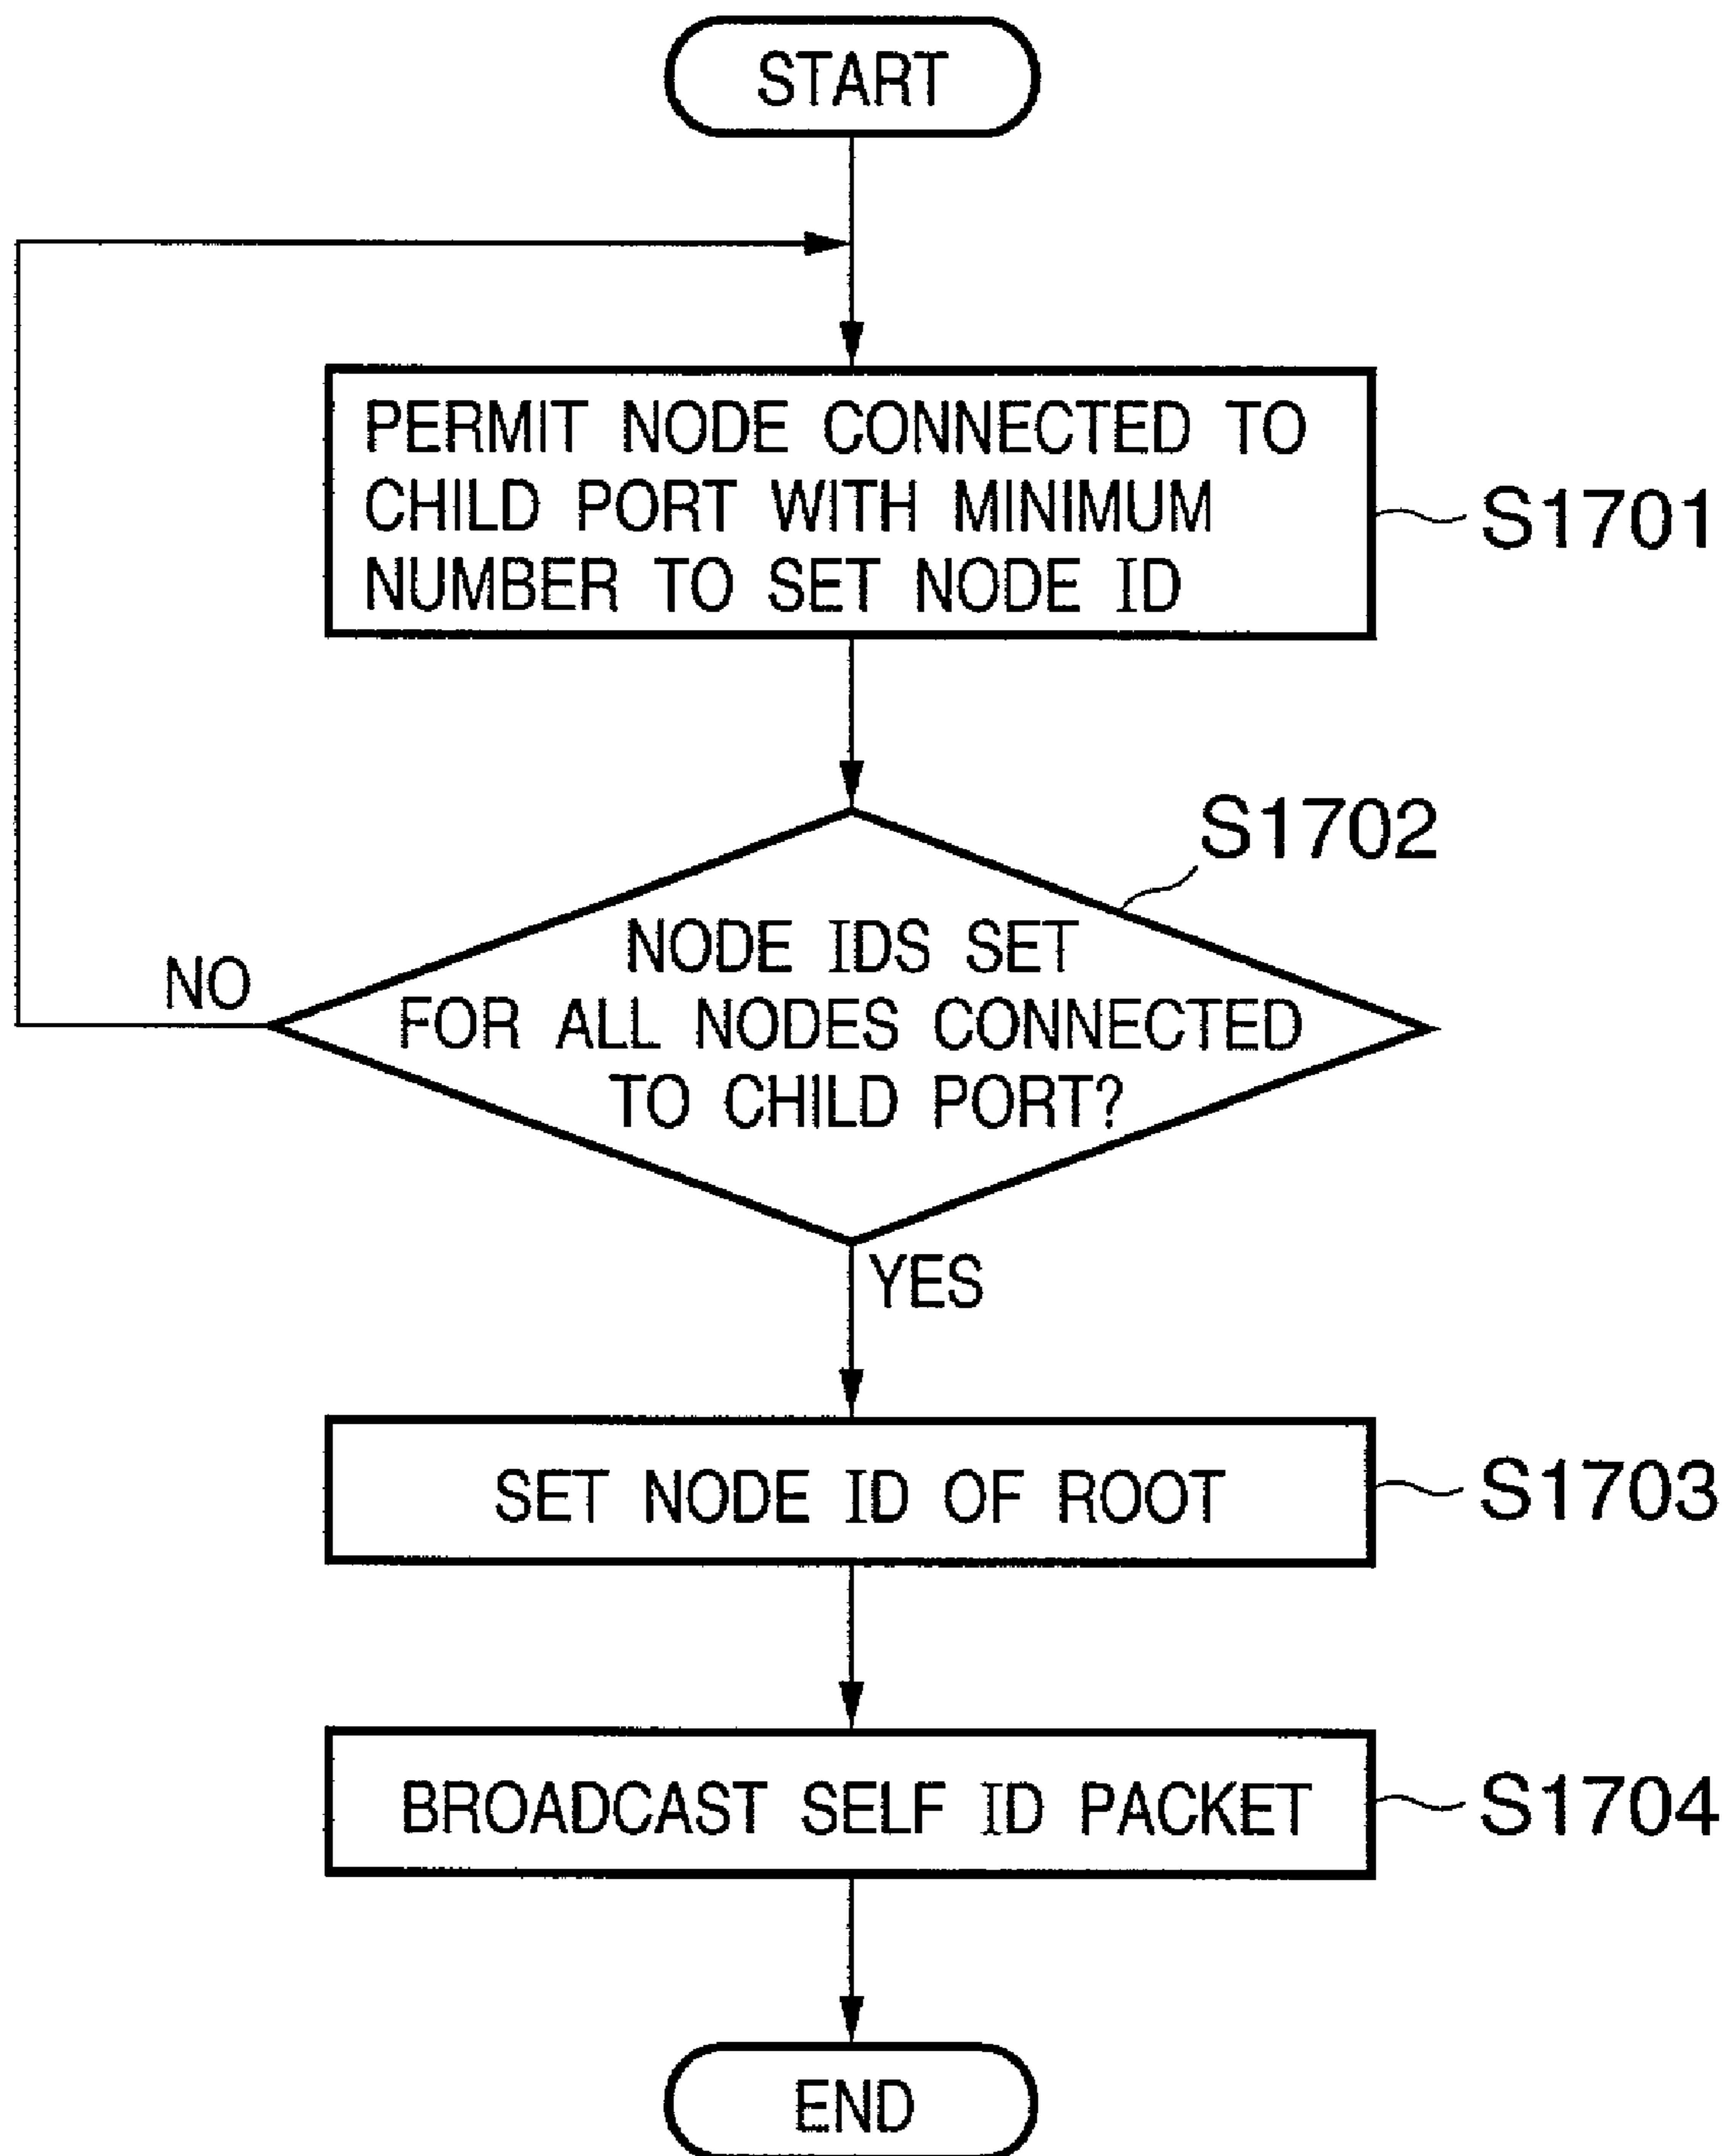 START
PERMIT NODE CONNECTED TO
CHILD PORT WITH MINIMUM
NUMBER TO SET NODE ID
S1701
S1702
NODE IDS SET
FOR ALL NODES CONNECTED
TO CHILD PORT?
NO
YES
SET NODE ID OF ROOT
S1703
BROADCAST SELF ID PACKET
S1704
END